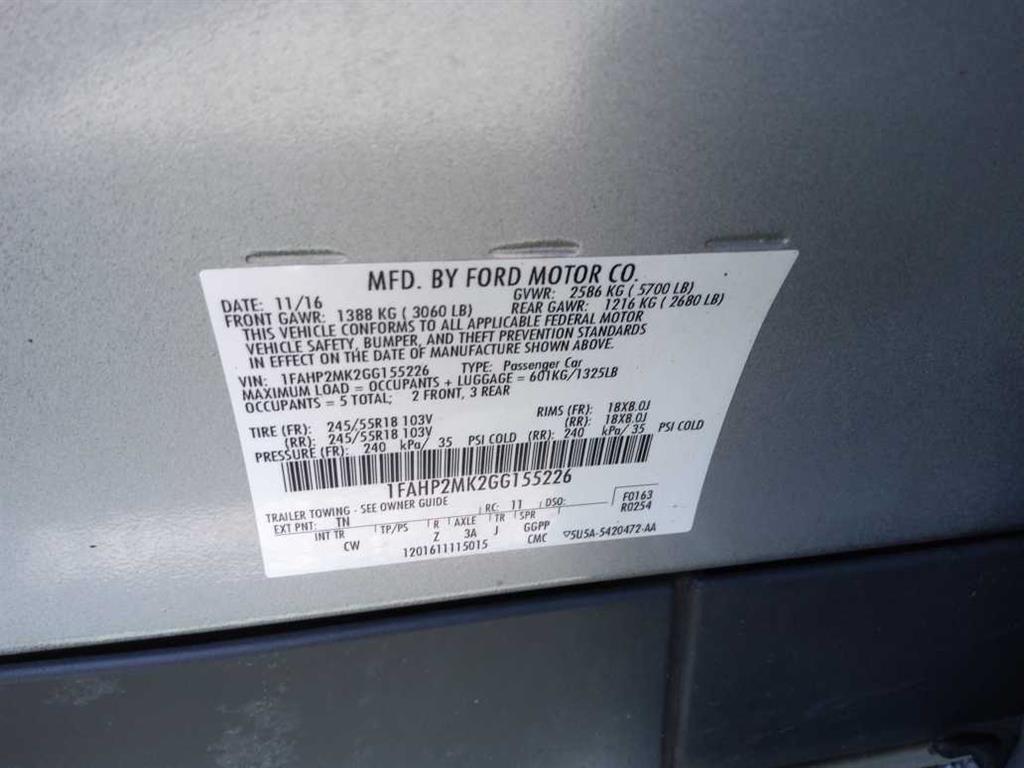 MFD. BY FORD MOTOR CO.
DATE: 11/16 GVWR: 2586 KG ( 5700 LB)
FRONT GAWR: 1388 KG ( 3060 LB) REAR GAWR: 1216 KG ( 2680 LB)
THIS VEHICLE CONFORMS TO ALL APPLICABLE FEDERAL MOTOR
VEHICLE SAFETY, BUMPER, AND THEFT PREVENTION STANDARDS
IN EFFECT ON THE DATE OF MANUFACTURE SHOWN ABOVE.
VIN: 1FAHP2MK2GG155226 TYPE: Passenger Car
MAXIMUM LOAD = OCCUPANTS + LUGGAGE = 601KG/1325LB
OCCUPANTS = 5 TOTAL; 2 FRONT, 3 REAR
TIRE (FR): 245/55R18 103V RIMS (FR): 18X8.0J
(RR): 245/55R18 103V (RR): 18X8.0J
PRESSURE (FR): 240 kPa/ 35 PSI COLD (RR): 240 kPa/ 35 PSI COLD
1FAHP2MK2GG155226
TRAILER TOWING - SEE OWNER GUIDE RC: 11 DSO: F0163
EXT PNT: TN R0254
INT TR TP/PS R AXLE TR SPR
CW Z 3A J GGPP
1201611115015 CMC ▽5U5A-5420472-AA